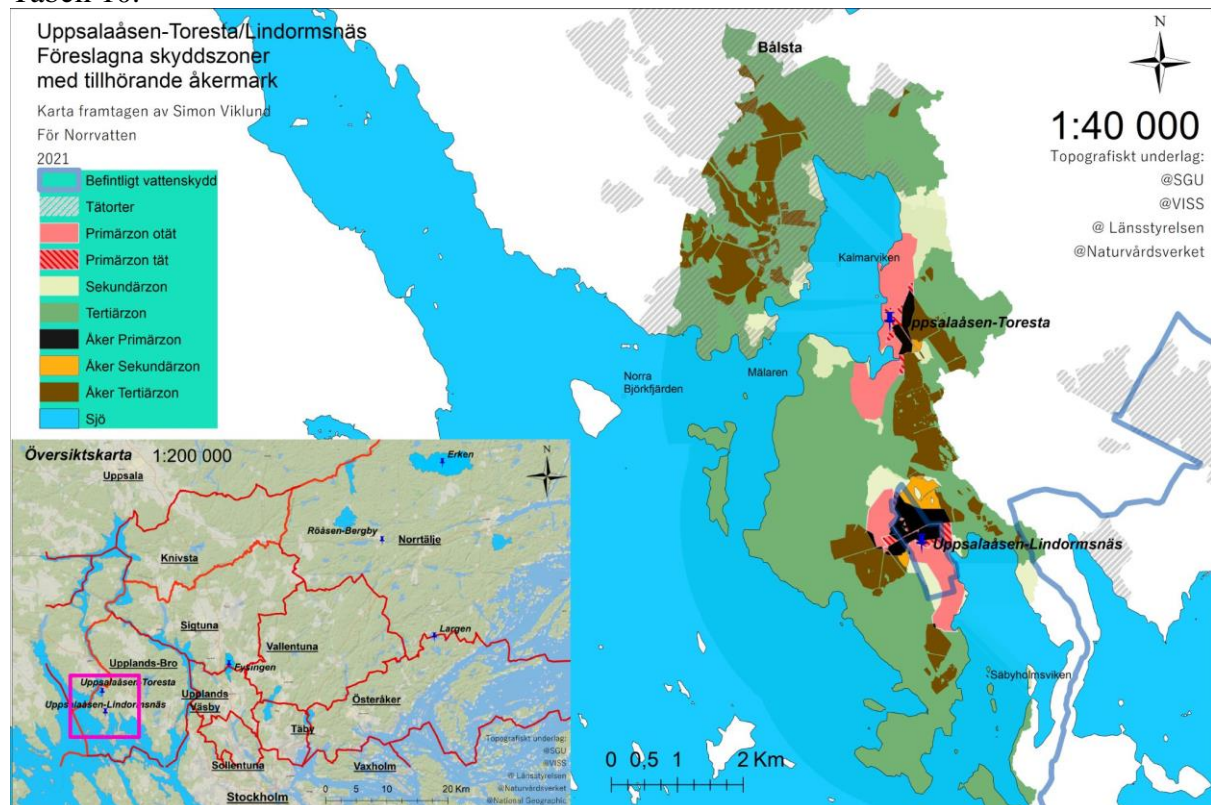 Tabell 10.
Uppsalaåsen-Toresta/Lindormsnäs
Föreslagna skyddszoner
med tillhörande åkermark
Karta framtagen av Simon Viklund
För Norrvatten
2021
Befintligt vattenskydd
Tätorter
Primärzon otät
Primärzon tät
Sekundärzon
Tertiärzon
Åker Primärzon
Åker Sekundärzon
Åker Tertiärzon
Sjö
N
1:40 000
Topografiskt underlag:
@SGU
@VISS
@ Länsstyrelsen
@Naturvårdsverket
Bålsta
Kalmarviken
Uppsalaåsen-Toresta
Norra
Björkfjärden
Mälaren
Uppsalaåsen-Lindormsnäs
Säbyholmsviken
0 0,5 1 2 Km
Översiktskarta 1:200 000
N
Uppsala
Erken
Röåsen-Bergby
Norrtälje
Knivsta
Sigtuna
Vallentuna
Largen
Upplands-Bro
Fysingen
Uppsalaåsen-Toresta
Upplands
Väsby
Österåker
Uppsalaåsen-Lindormsnäs
Täby
Sollentuna
Vaxholm
Stockholm
0 5 10 20 Km
Topografiskt underlag:
@SGU
@VISS
@ Länsstyrelsen
@Naturvårdsverket
@National Geographic